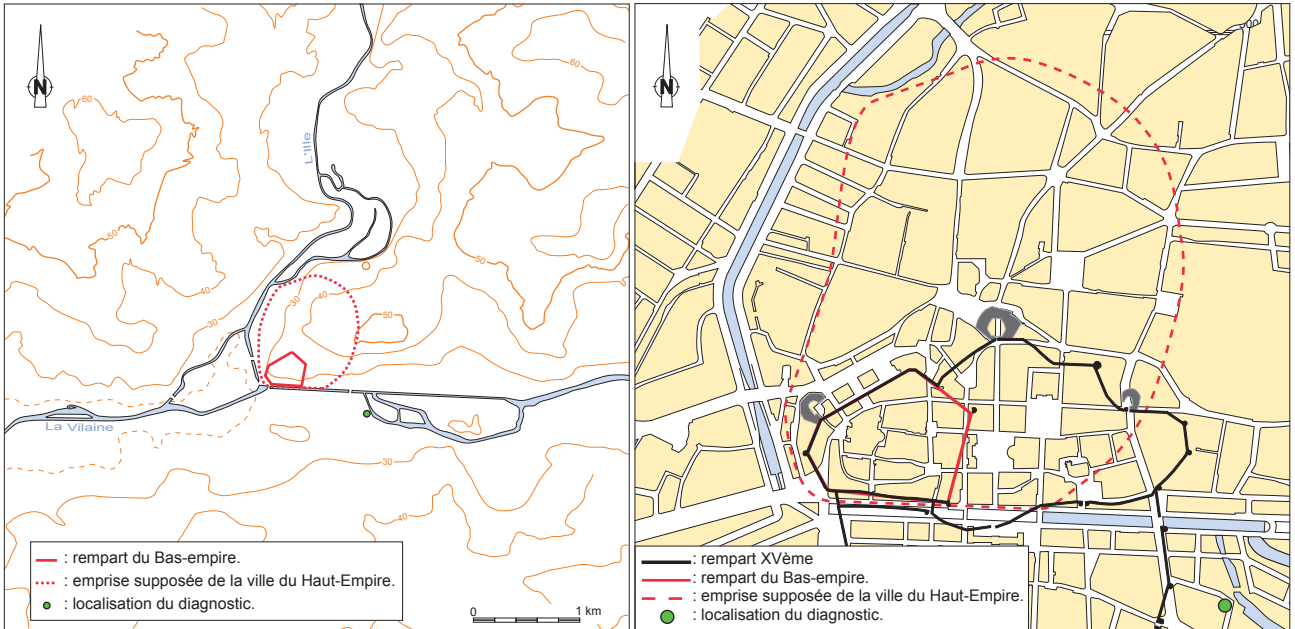 N
60
60
L'Ille
50
50
40
40
30
30
50
La Vilaine
30
40
: rempart du Bas-empire.
: emprise supposée de la ville du Haut-Empire.
: localisation du diagnostic.
0 1 km
N
: rempart XVème
: rempart du Bas-empire.
: emprise supposée de la ville du Haut-Empire.
: localisation du diagnostic.